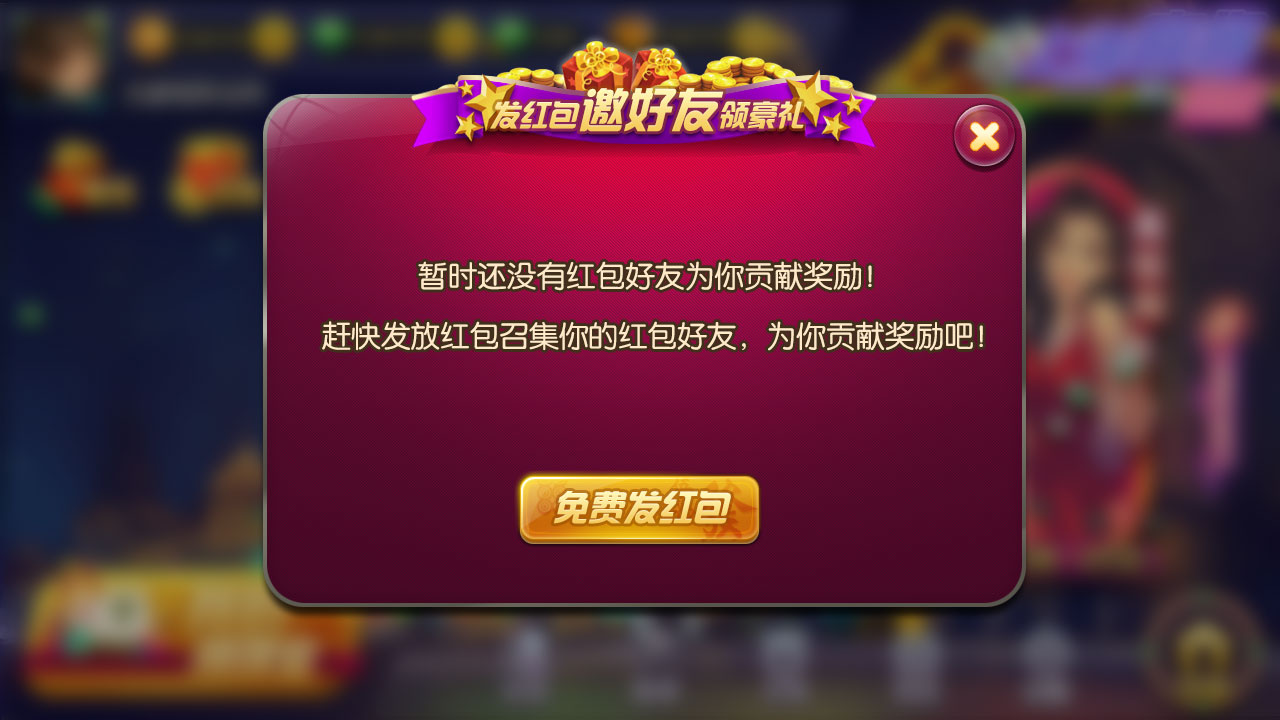 发红包邀好友领豪礼
暂时还没有红包好友为你贡献奖励！
赶快发放红包召集你的红包好友，为你贡献奖励吧！
免费发红包